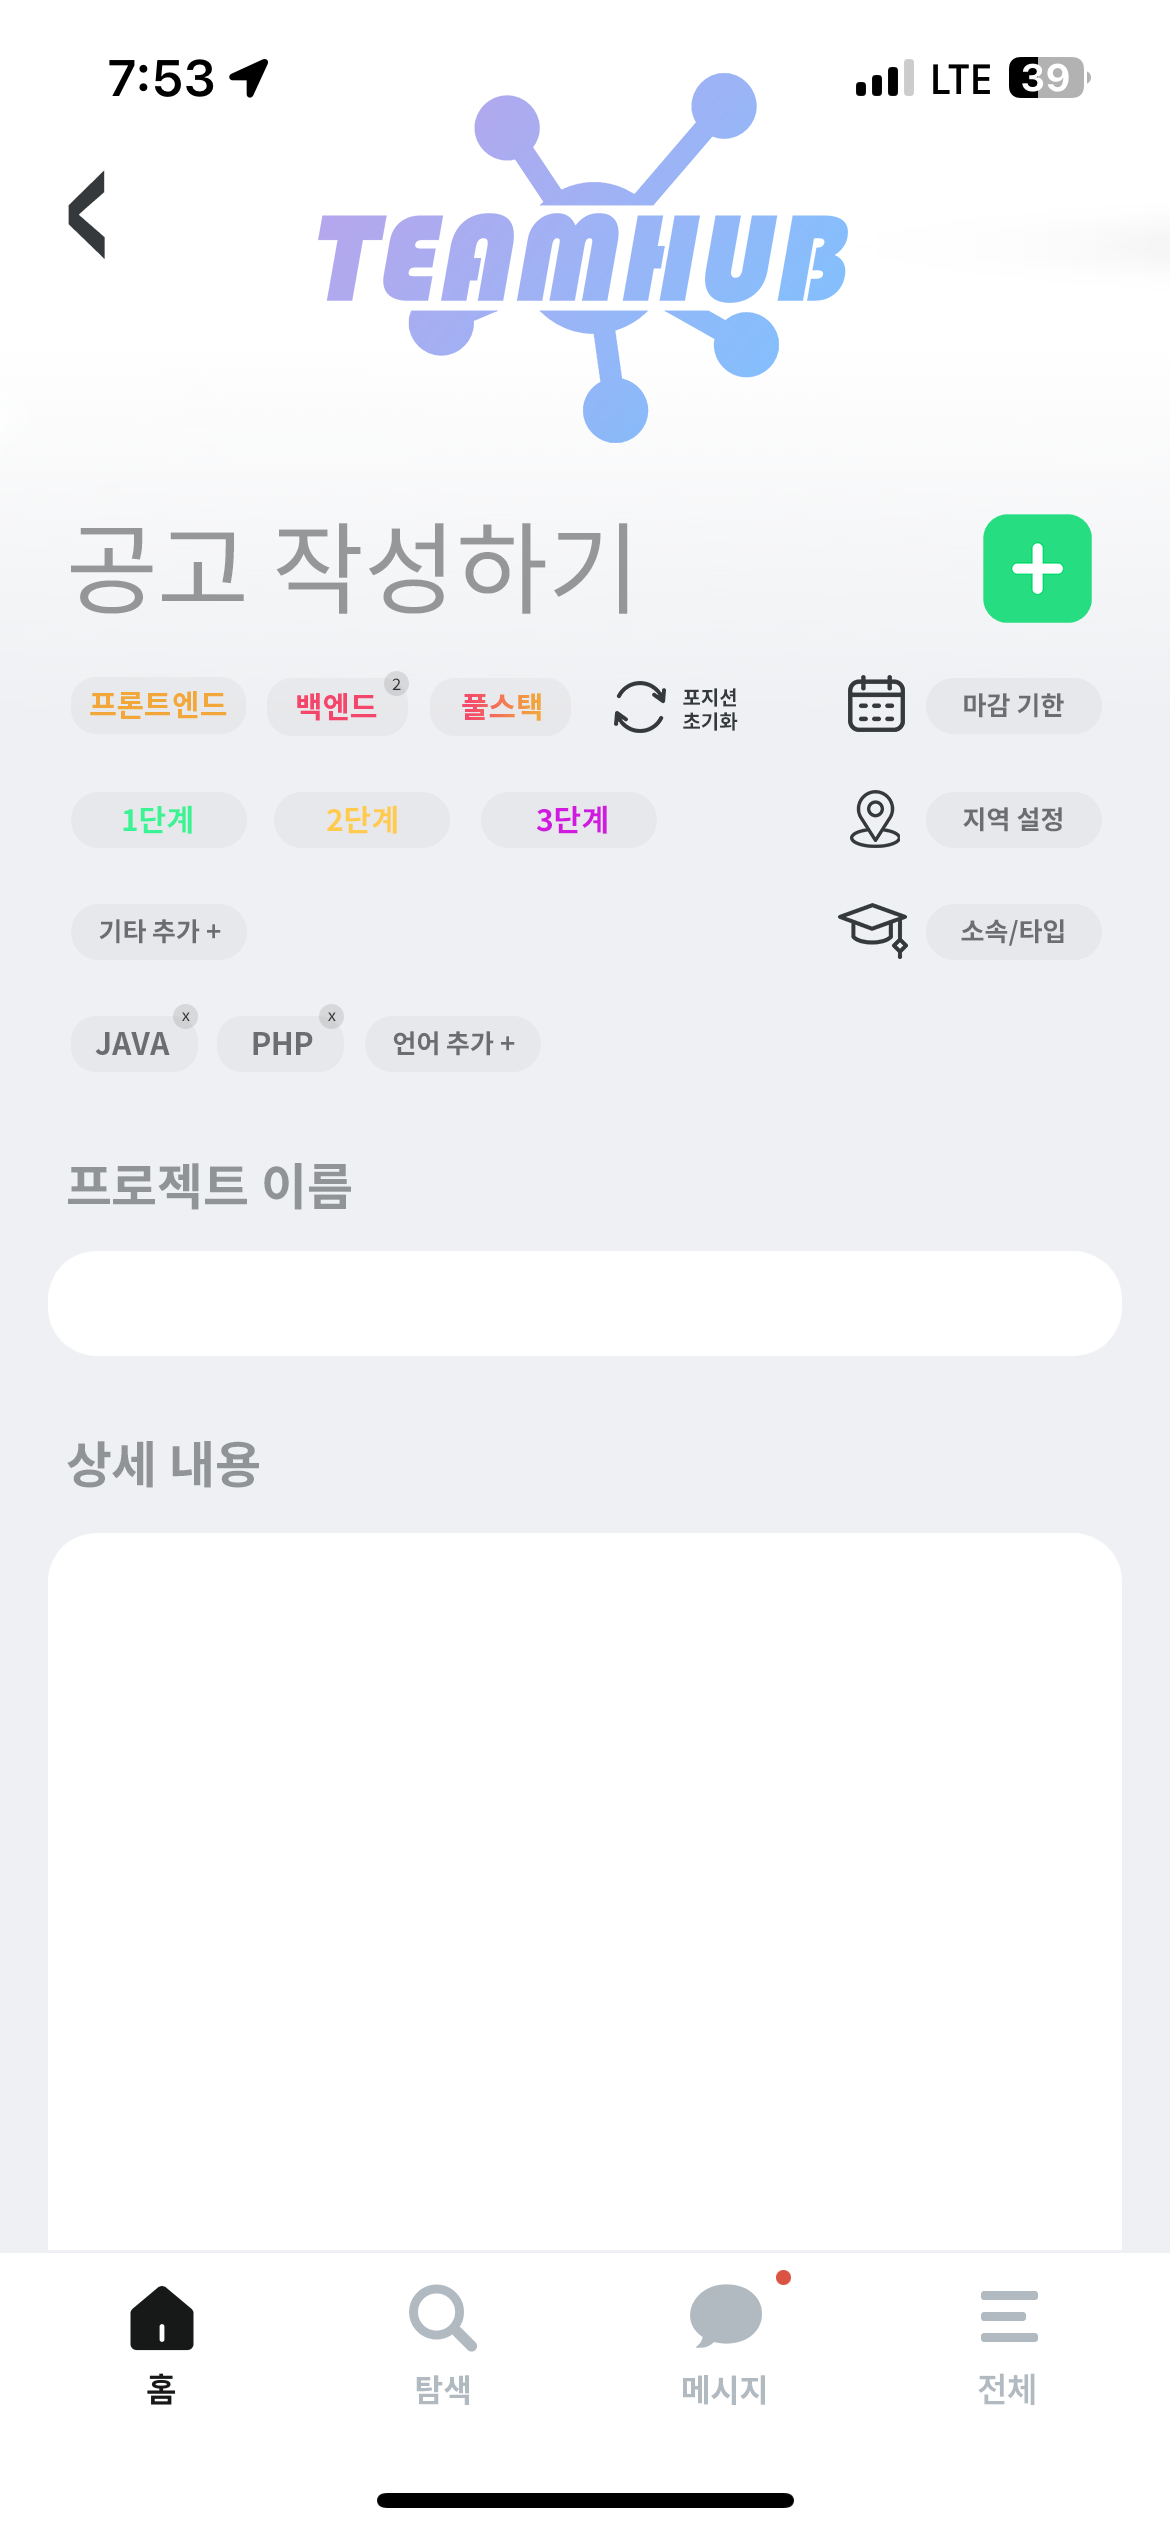 7:53 LTE 39
TEAMHUB
공고 작성하기
프론트엔드 백엔드 2 풀스택 포지션 마감 기한
초기화
1단계 2단계 3단계 지역 설정
기타 추가 + 소속/타입
JAVA x PHP x 언어 추가 +
프로젝트 이름
상세 내용
홈 탐색 메시지 전체